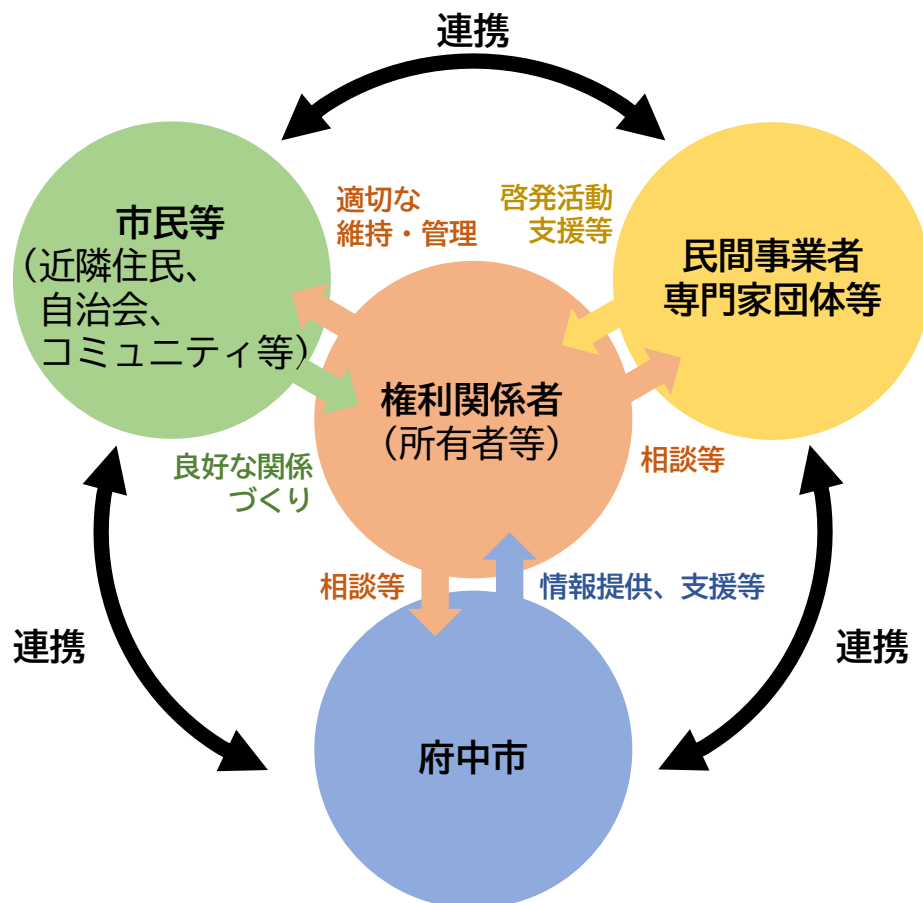 連携
市民等
（近隣住民、
自治会、
コミュニティ等）
適切な
維持・管理
啓発活動
支援等
民間事業者
専門家団体等
権利関係者
（所有者等）
良好な関係
づくり
相談等
相談等
情報提供、支援等
連携
連携
府中市